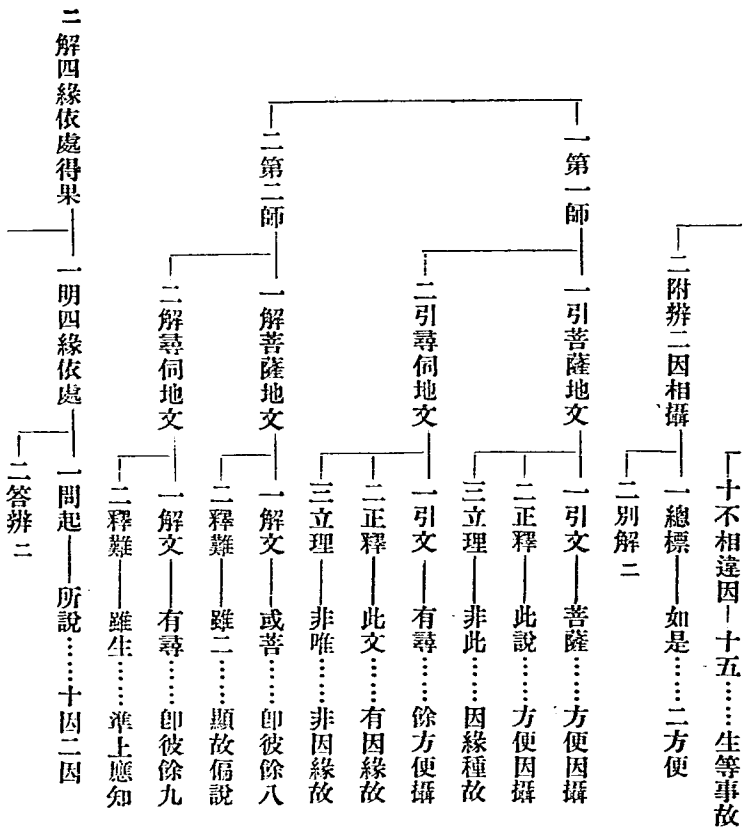 十不相違因 十五……生等事故
二附辨二因相攝
一總標 如是……二方便
二別解 二
一第一師
一引菩薩地文
一引文 菩薩……方便因攝
二正釋 此說……方便因攝
三立理 非此……因緣種故
二引尋伺地文
一引文 有尋……餘方便攝
二正釋 此文……有因緣故
三立理 非唯……非因緣故
二第二師
一解菩薩地文
一解文 或菩……卽彼餘八
二釋難 雖二……顯故偏說
二解尋伺地文
一解文 有尋……卽彼餘九
二釋難 雖生……準上應知
二解四緣依處得果
一明四緣依處
一問起 所說……十因二因
二答辨 二